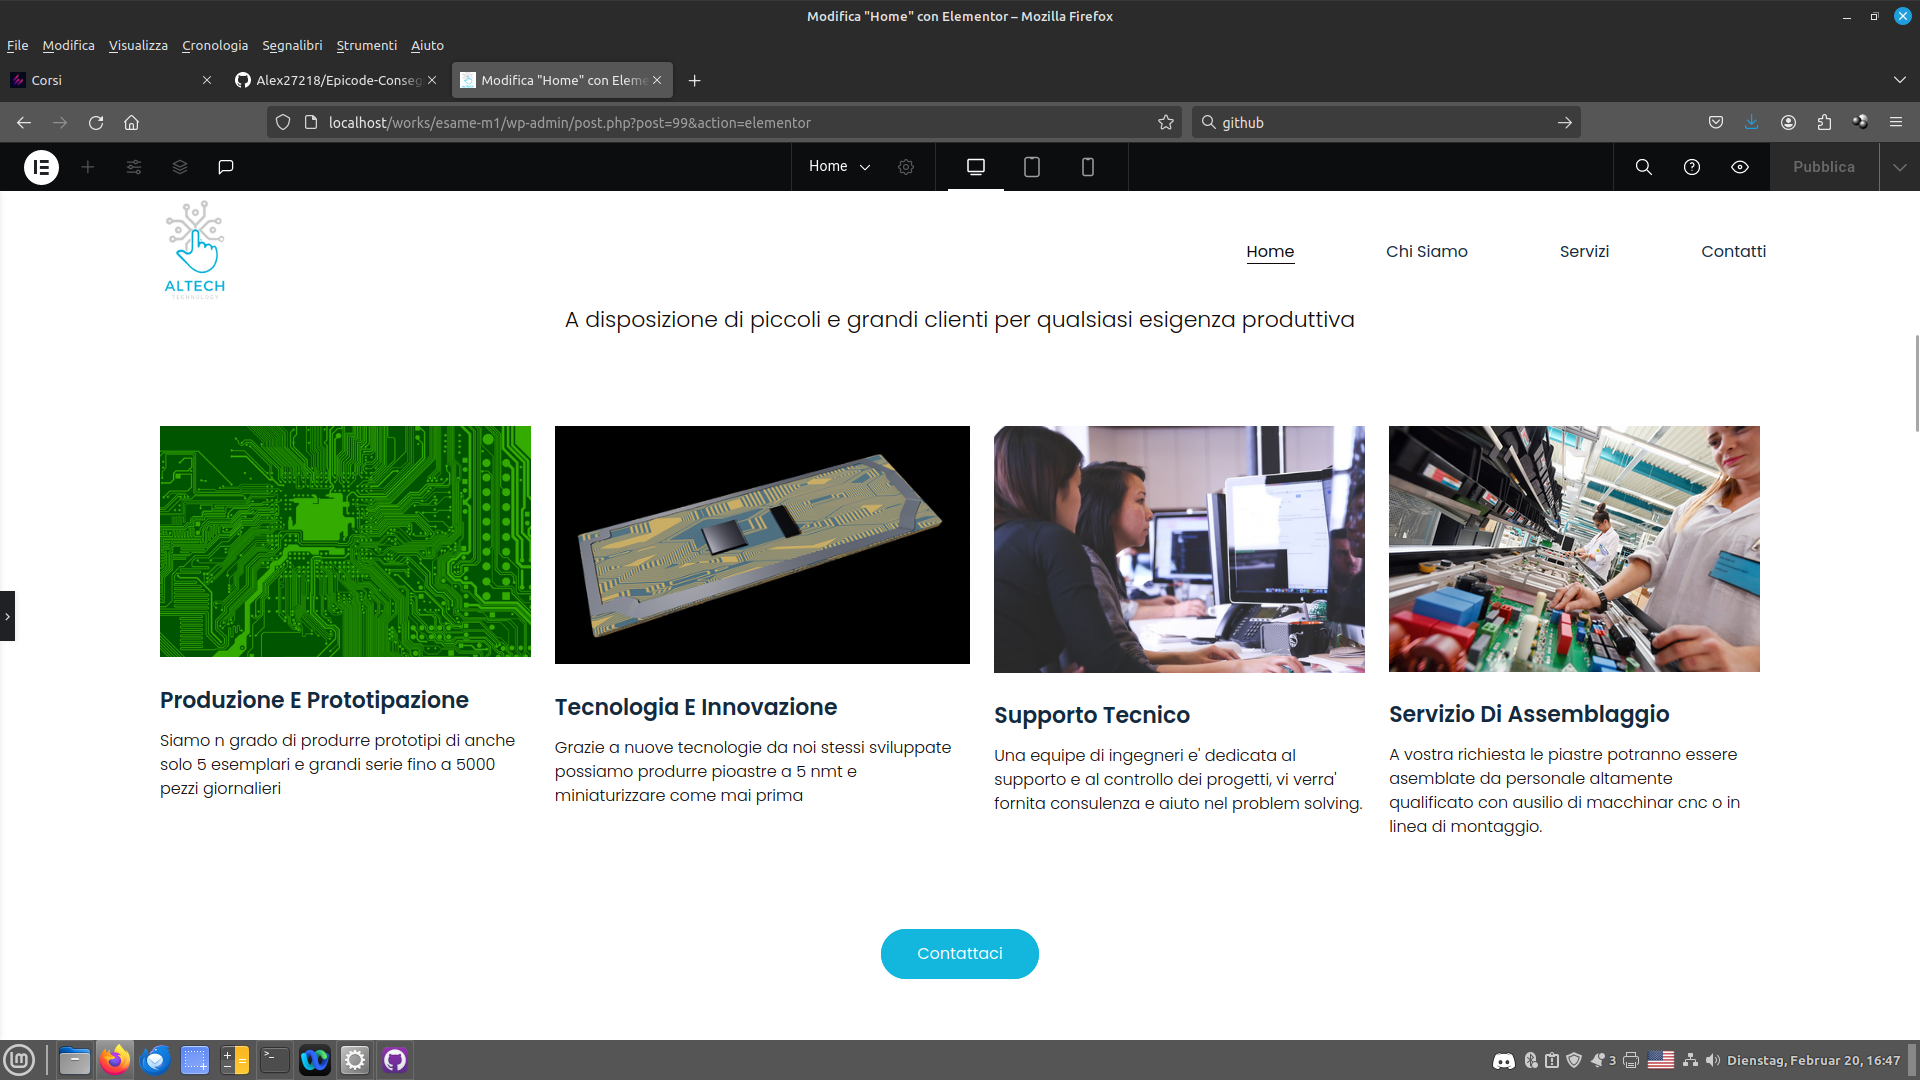 Modifica "Home" con Elementor – Mozilla Firefox
File Modifica Visualizza Cronologia Segnalibri Strumenti Aiuto
Corsi
Alex27218/Epicode-Conseg
Modifica "Home" con Eleme
localhost/works/esame-m1/wp-admin/post.php?post=99&action=elementor
github
Home
Pubblica
ALTECH
TECHNOLOGY
Home
Chi Siamo
Servizi
Contatti
A disposizione di piccoli e grandi clienti per qualsiasi esigenza produttiva
Produzione E Prototipazione
Siamo n grado di produrre prototipi di anche
solo 5 esemplari e grandi serie fino a 5000
pezzi giornalieri
Tecnologia E Innovazione
Grazie a nuove tecnologie da noi stessi sviluppate
possiamo produrre pioastre a 5 nmt e
miniaturizzare come mai prima
Supporto Tecnico
Una equipe di ingegneri e' dedicata al
supporto e al controllo dei progetti, vi verra'
fornita consulenza e aiuto nel problem solving.
Servizio Di Assemblaggio
A vostra richiesta le piastre potranno essere
asemblate da personale altamente
qualificato con ausilio di macchinar cnc o in
linea di montaggio.
Contattaci
3
Dienstag, Februar 20, 16:47